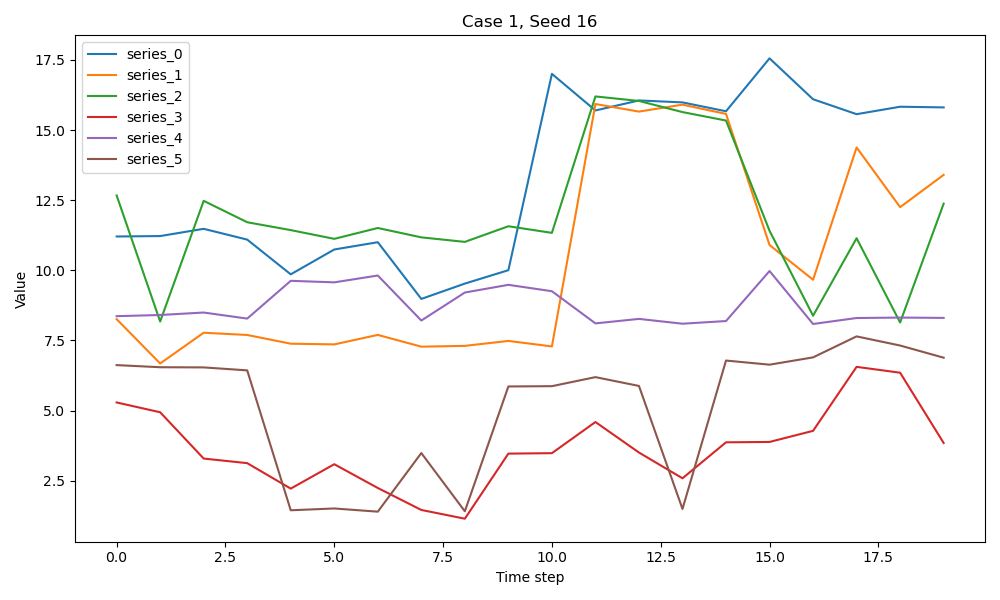 Case 1, Seed 16
series_0
series_1
series_2
series_3
series_4
series_5
Value
17.5
15.0
12.5
10.0
7.5
5.0
2.5
0.0 2.5 5.0 7.5 10.0 12.5 15.0 17.5
Time step